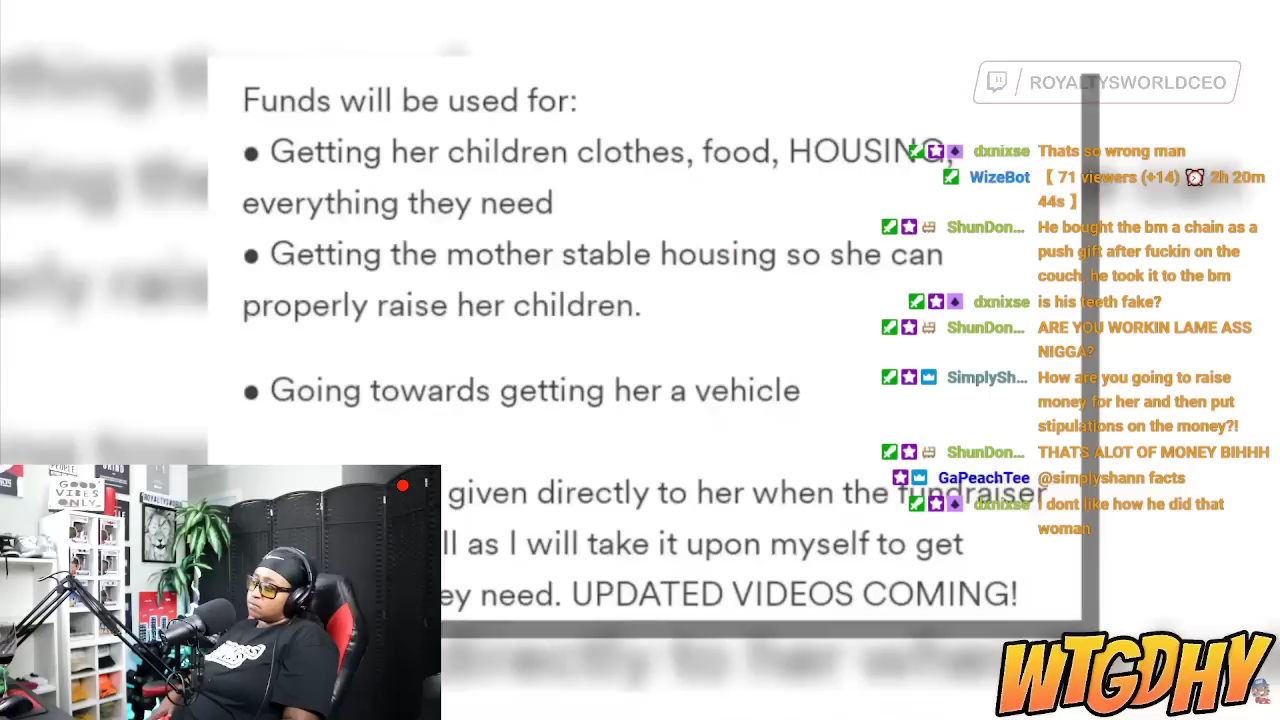 Funds will be used for:
● Getting her children clothes, food, HOUSING,
everything they need
● Getting the mother stable housing so she can
properly raise her children.
● Going towards getting her a vehicle
given directly to her when the fundraiser
as I will take it upon myself to get
need. UPDATED VIDEOS COMING!
ROYALTYSWORLDCEO
dxnixse Thats so wrong man
WizeBot 【 71 viewers (+14) ⏰ 2h 20m
44s 】
ShunDon... He bought the bm a chain as a
push gift after fuckin on the
couch, he took it to the bm
dxnixse is his teeth fake?
ShunDon... ARE YOU WORKIN LAME ASS
NIGGA?
SimplySh... How are you going to raise
money for her and then put
stipulations on the money?!
ShunDon... THATS ALOT OF MONEY BIHHH
GaPeachTee @simplyshann facts
dxnixse I dont like how he did that
woman
GOOD
VIBES
ONLY.
WTGDHY